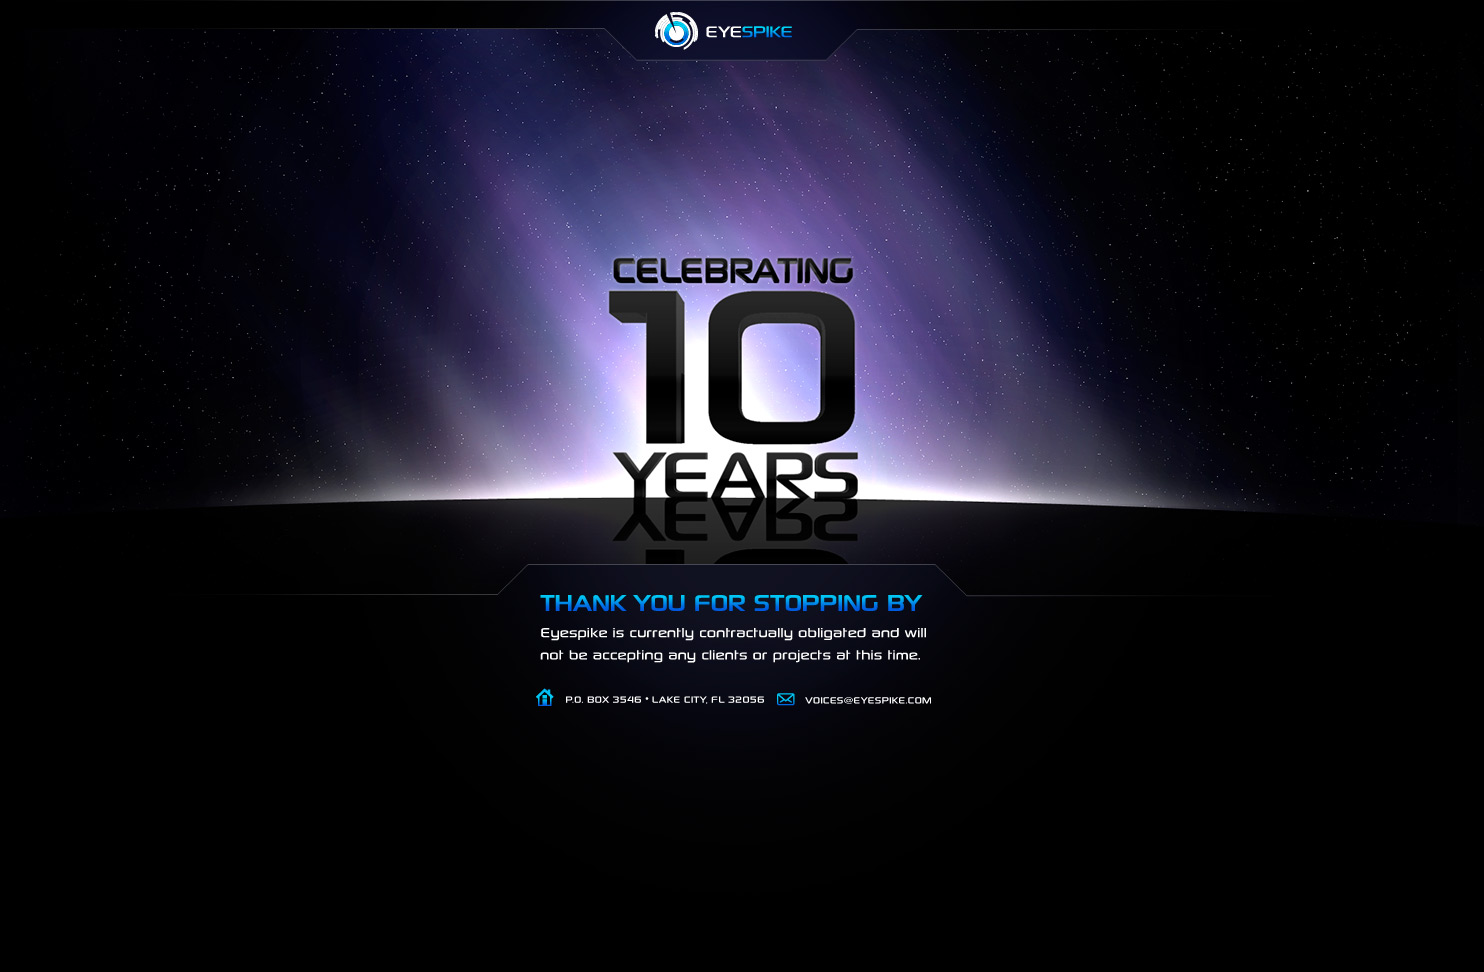 EYESPIKE
CELEBRATING
10
YEARS
THANK YOU FOR STOPPING BY
Eyespike is currently contractually obligated and will
not be accepting any clients or projects at this time.
P.O. BOX 3546 * LAKE CITY, FL 32056
VOICES@EYESPIKE.COM